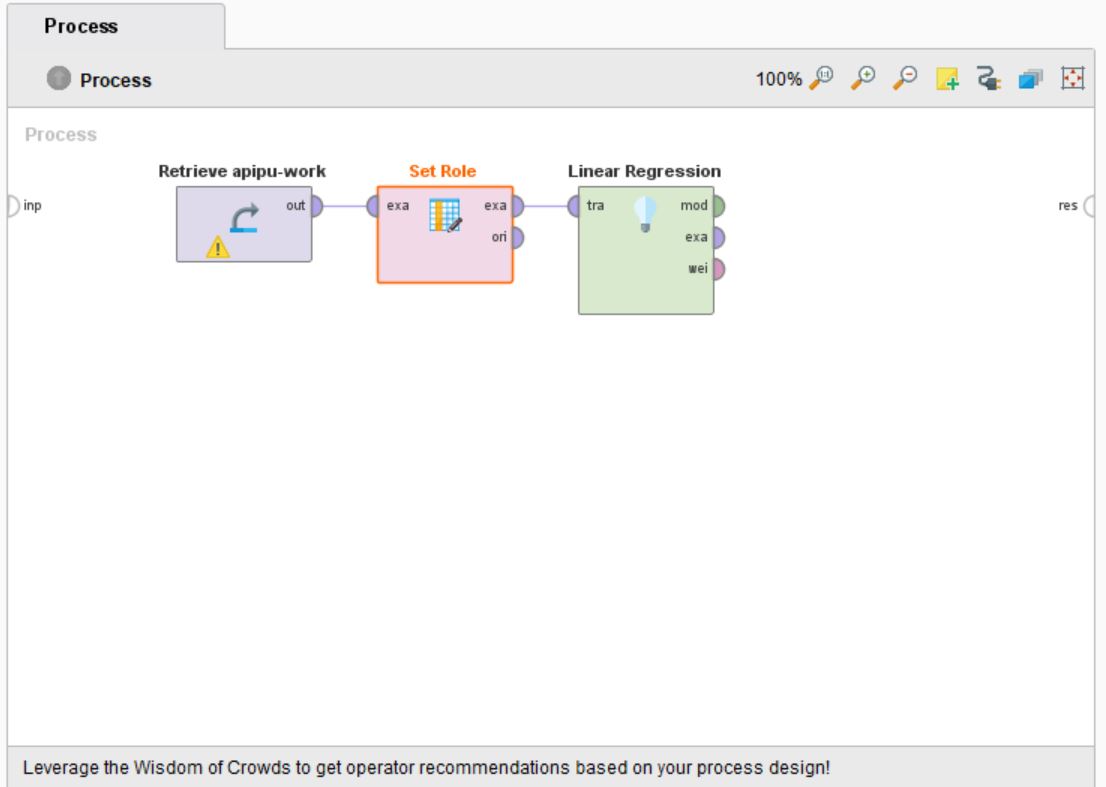 Process
Process
100%
Process
Retrieve apipu-work
Set Role
Linear Regression
inp
out
exa
exa
ori
tra
mod
exa
wei
res
Leverage the Wisdom of Crowds to get operator recommendations based on your process design!